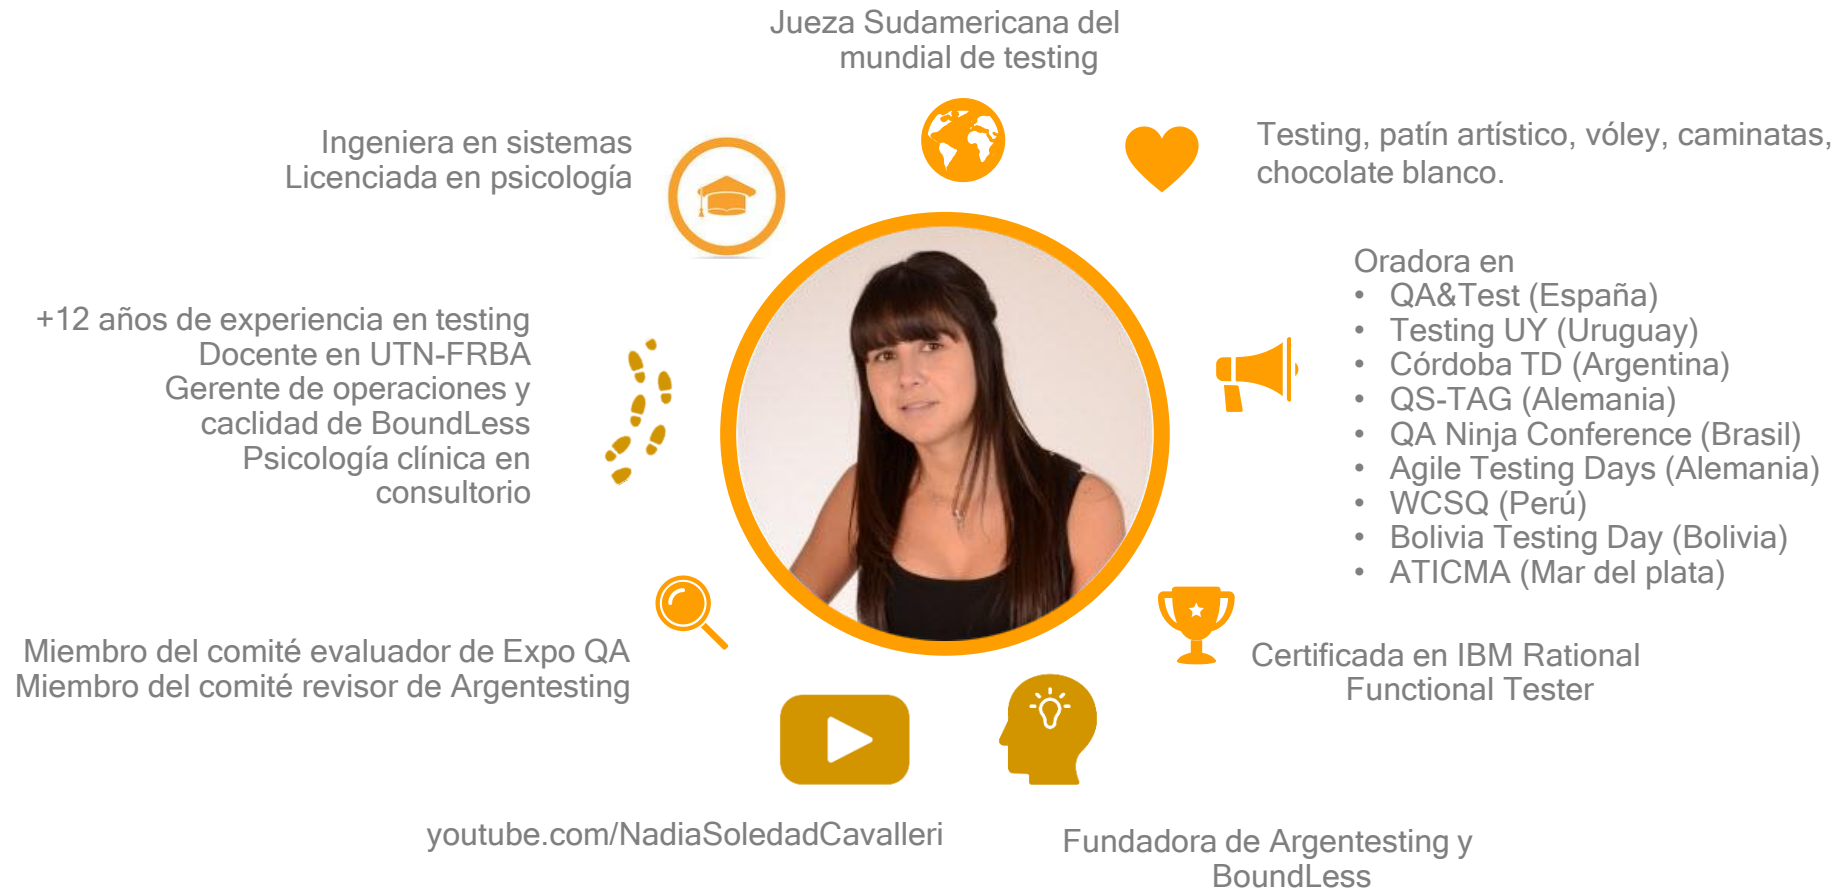 Jueza Sudamericana del
mundial de testing
Ingeniera en sistemas
Licenciada en psicología
Testing, patín artístico, vóley, caminatas,
chocolate blanco.
+12 años de experiencia en testing
Docente en UTN-FRBA
Gerente de operaciones y
caclidad de BoundLess
Psicología clínica en
consultorio
Oradora en
• QA&Test (España)
• Testing UY (Uruguay)
• Córdoba TD (Argentina)
• QS-TAG (Alemania)
• QA Ninja Conference (Brasil)
• Agile Testing Days (Alemania)
• WCSQ (Perú)
• Bolivia Testing Day (Bolivia)
• ATICMA (Mar del plata)
Miembro del comité evaluador de Expo QA
Miembro del comité revisor de Argentesting
Certificada en IBM Rational
Functional Tester
youtube.com/NadiaSoledadCavalleri
Fundadora de Argentesting y
BoundLess